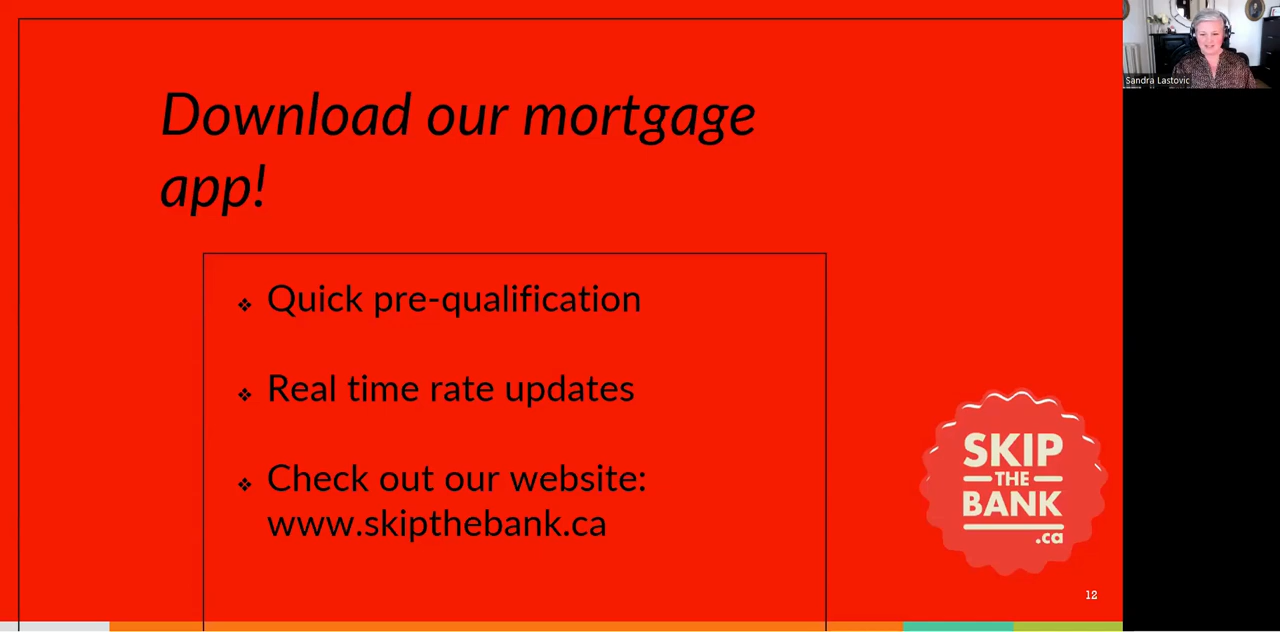 Download our mortgage
app!
❖ Quick pre-qualification
❖ Real time rate updates
❖ Check out our website:
www.skipthebank.ca
SKIP
THE
BANK
.ca
12
Sandra Lastovic